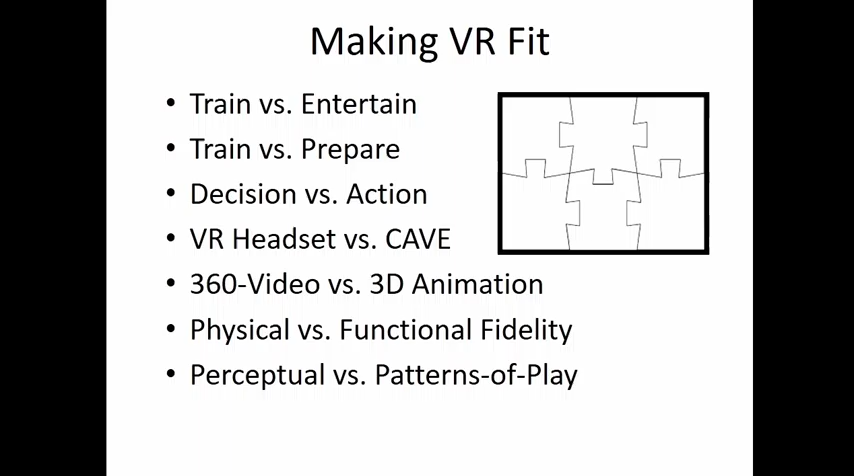 Making VR Fit
• Train vs. Entertain
• Train vs. Prepare
• Decision vs. Action
• VR Headset vs. CAVE
• 360-Video vs. 3D Animation
• Physical vs. Functional Fidelity
• Perceptual vs. Patterns-of-Play